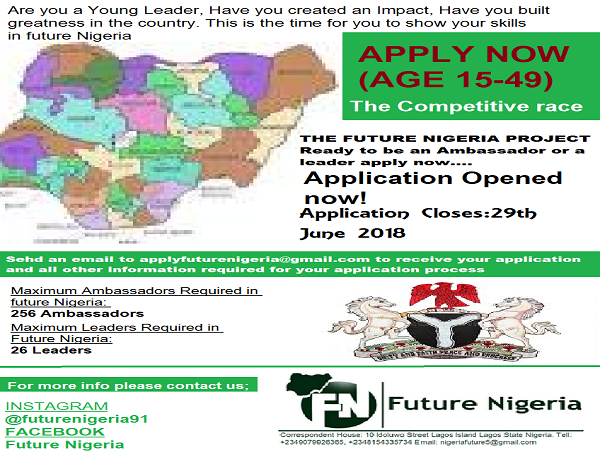 Are you a Young Leader, Have you created an Impact, Have you built
greatness in the country. This is the time for you to show your skills
in future Nigeria
APPLY NOW
(AGE 15-49)
The Competitive race
THE FUTURE NIGERIA PROJECT
Ready to be an Ambassador or a
leader apply now....
Application Opened
now!
Application Closes:29th
June 2018
Sehd an email to applyfuturenigeria@gmail.com to receive your application
and all other information required for your application process
Maximum Ambassadors Required in
future Nigeria:
256 Ambassadors
Maximum Leaders Required in
Future Nigeria:
26 Leaders
UNITY AND FAITH PEACE AND PROGRESS
For more info please contact us;
INSTAGRAM
@futurenigeria91
FACEBOOK
Future Nigeria
FN
Future Nigeria
Correspondent House: 10 Idoluwo Street Lagos Island Lagos State Nigeria. Tell:
+2349079926365, +2348154335734 Email: nigeriafuture5@gmail.com